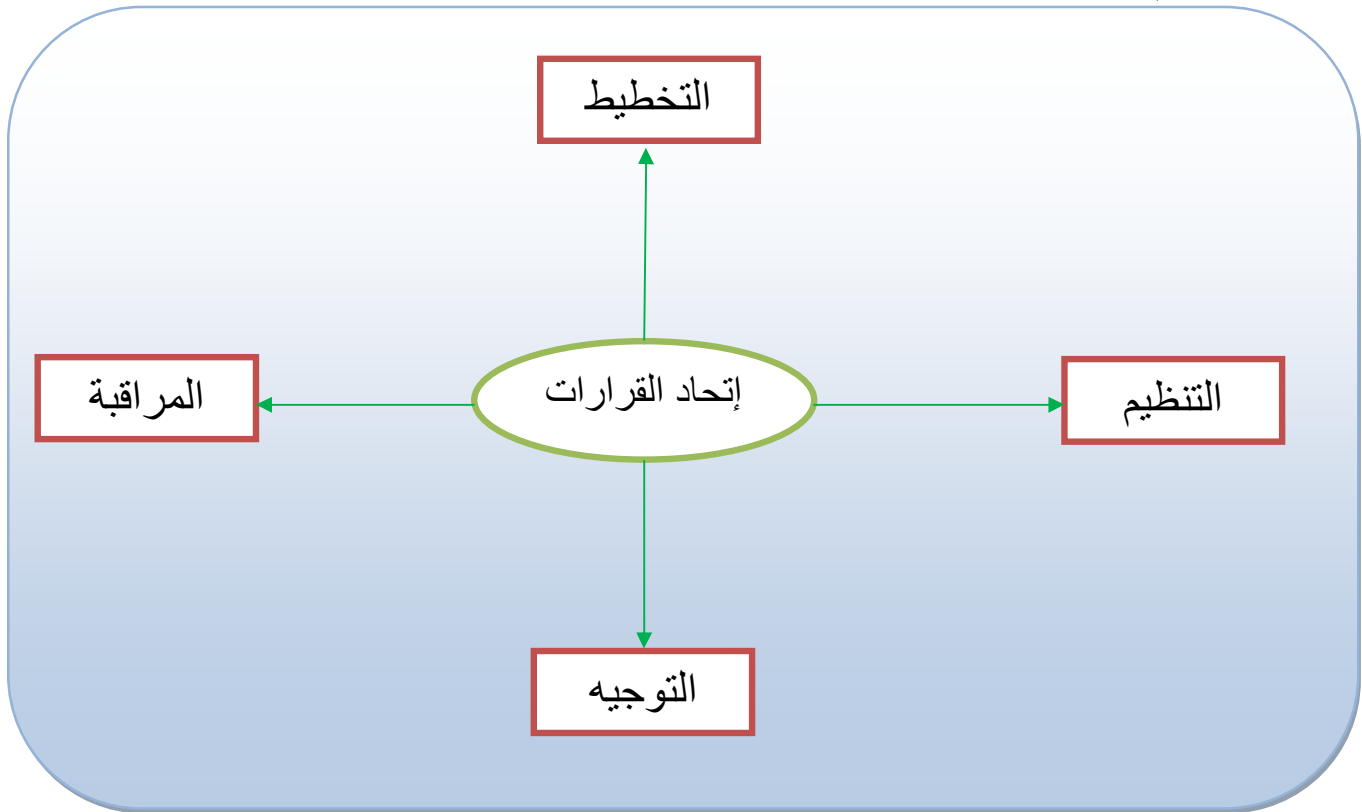 التخطيط
التنظيم
إتحاد القرارات
المراقبة
التوجيه